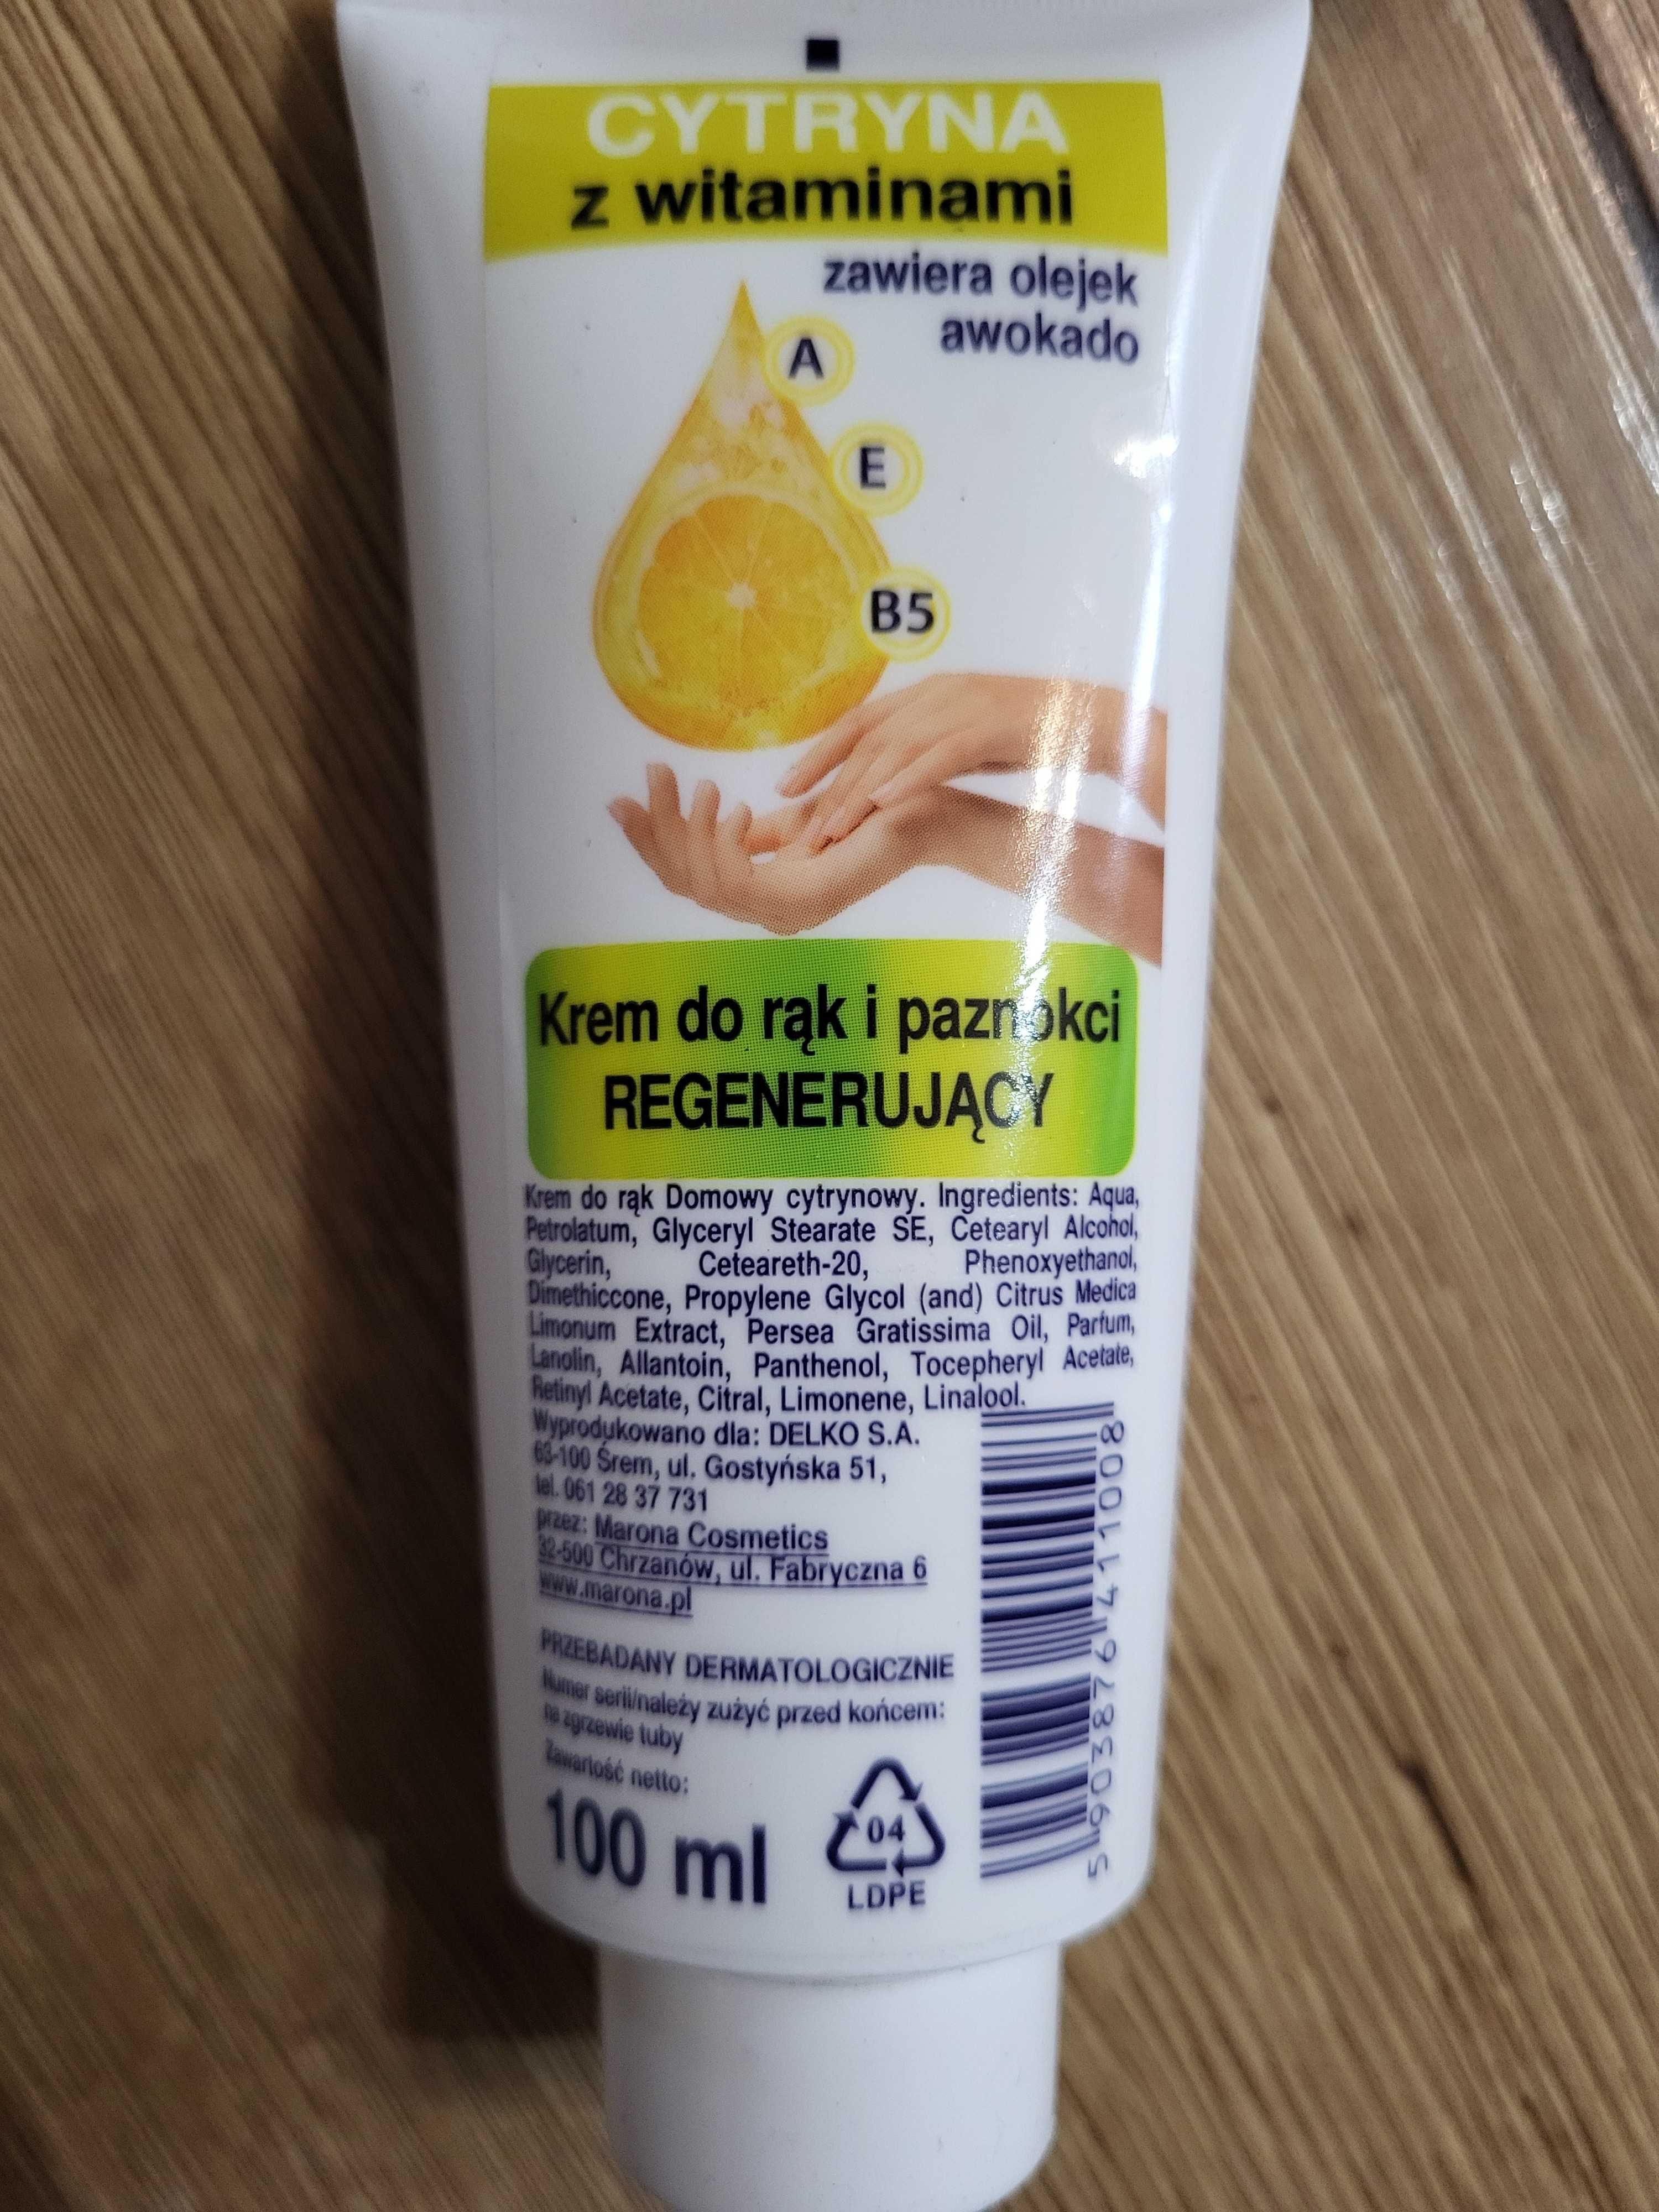 CYTRYNA
z witaminami
zawiera olejek
awokado
A
E
B5
Krem do rąk i paznokci
REGENERUJĄCY
Krem do rąk Domowy cytrynowy. Ingredients: Aqua,
Petrolatum, Glyceryl Stearate SE, Cetearyl Alcohol,
Glycerin, Ceteareth-20, Phenoxyethanol,
Dimethiccone, Propylene Glycol (and) Citrus Medica
Limonum Extract, Persea Gratissima Oil, Parfum,
Lanolin, Allantoin, Panthenol, Tocepheryl Acetate,
Retinyl Acetate, Citral, Limonene, Linalool.
Wyprodukowano dla: DELKO S.A.
63-100 Śrem, ul. Gostyńska 51,
tel. 061 28 37 731
przez: Marona Cosmetics
32-500 Chrzanów, ul. Fabryczna 6
www.marona.pl
PRZEBADANY DERMATOLOGICZNIE
Numer serii/należy zużyć przed końcem:
na zgrzewie tuby
Zawartość netto:
100 ml
04
LDPE
5 903876 411008